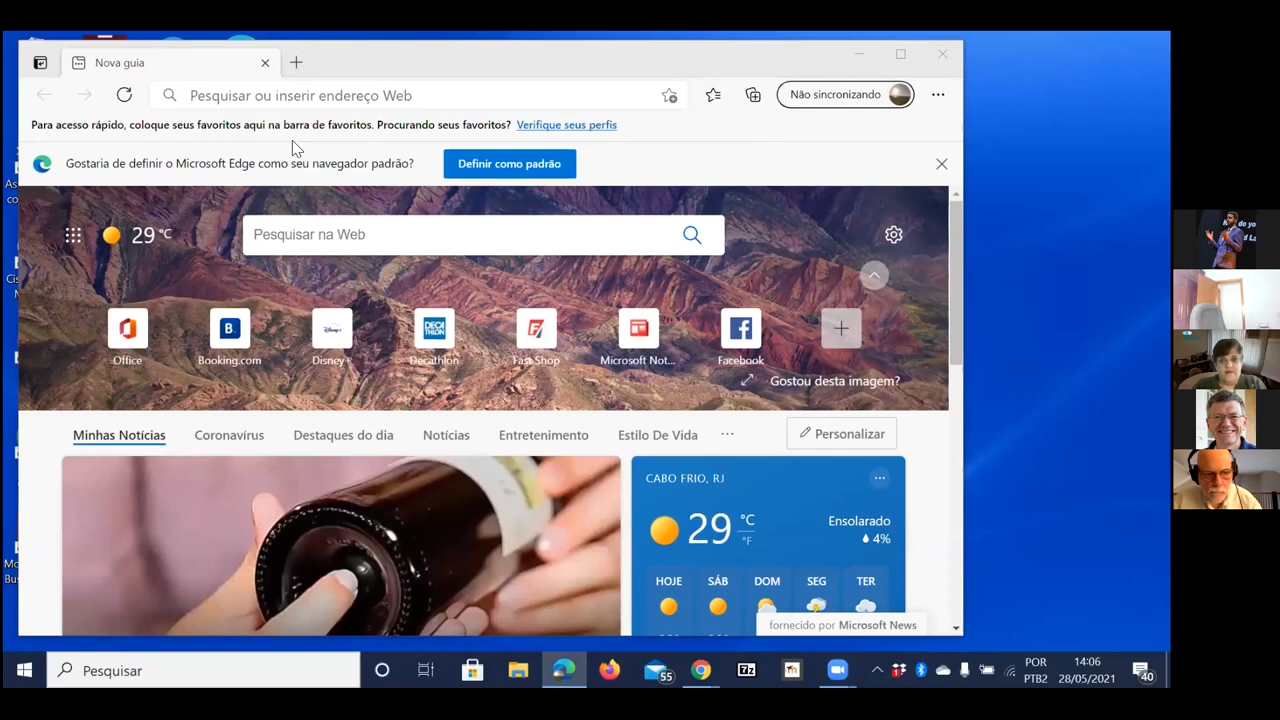 Nova guia
Pesquisar ou inserir endereço Web
Não sincronizando
Para acesso rápido, coloque seus favoritos aqui na barra de favoritos. Procurando seus favoritos? Verifique seus perfis
Gostaria de definir o Microsoft Edge como seu navegador padrão?
Definir como padrão
29 °C
Pesquisar na Web
Office
Booking.com
Disney+
Decathlon
Fast Shop
Microsoft Not...
Facebook
Gostou desta imagem?
Minhas Notícias
Coronavírus
Destaques do dia
Notícias
Entretenimento
Estilo De Vida
Personalizar
CABO FRIO, RJ
29 °C
°F
Ensolarado
4%
HOJE SÁB DOM SEG TER
fornecido por Microsoft News
Pesquisar
55
POR
PTB2
14:06
28/05/2021
40